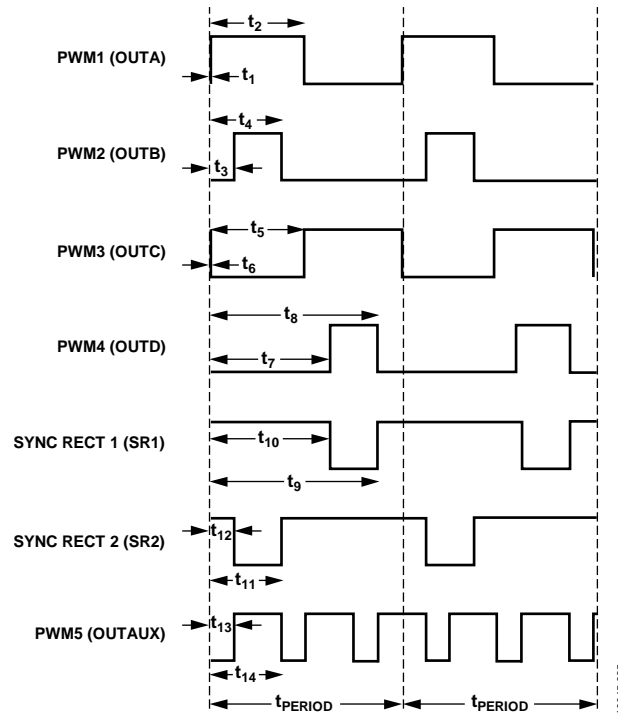 t2
PWM1 (OUTA)
t1
t4
PWM2 (OUTB)
t3
t5
PWM3 (OUTC)
t6
t8
PWM4 (OUTD)
t7
SYNC RECT 1 (SR1)
t10
t9
SYNC RECT 2 (SR2)
t12
t11
PWM5 (OUTAUX)
t13
t14
tPERIOD tPERIOD